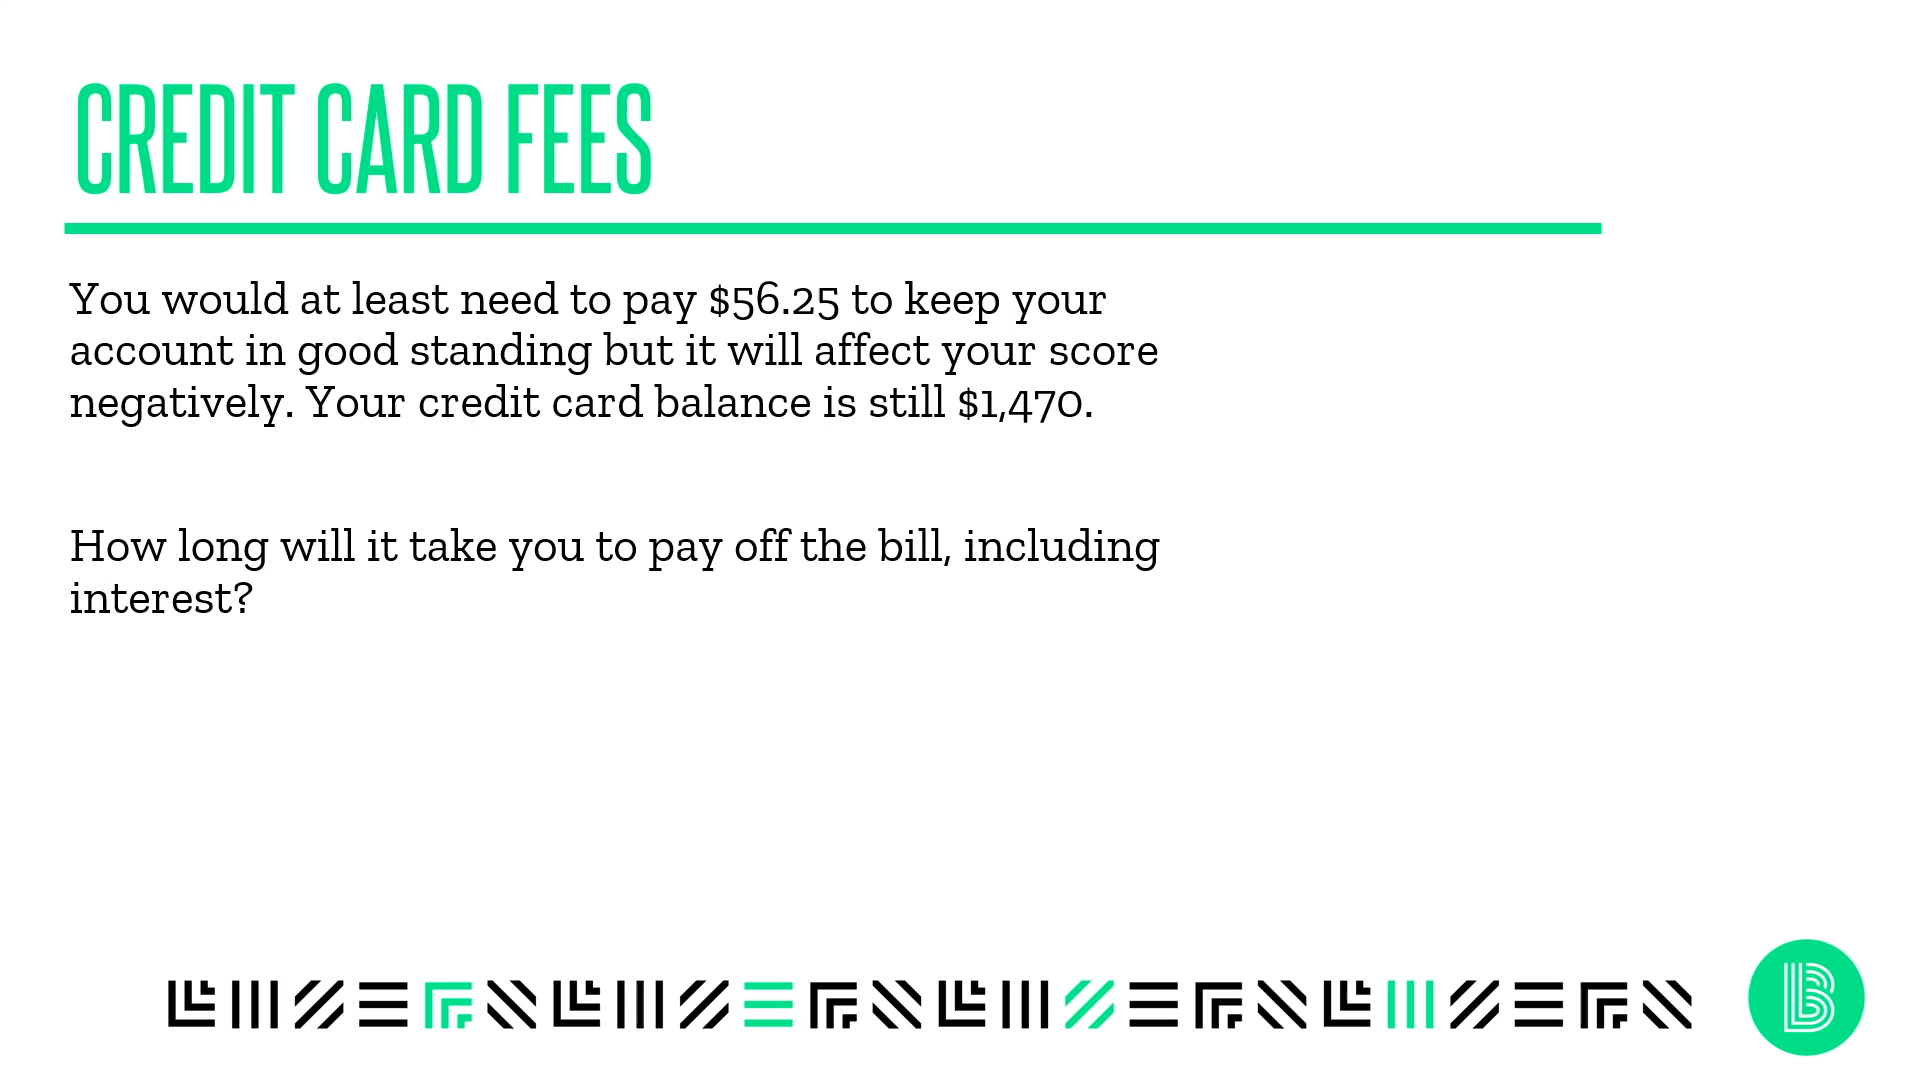 CREDIT CARD FEES
You would at least need to pay $56.25 to keep your
account in good standing but it will affect your score
negatively. Your credit card balance is still $1,470.
How long will it take you to pay off the bill, including
interest?
B